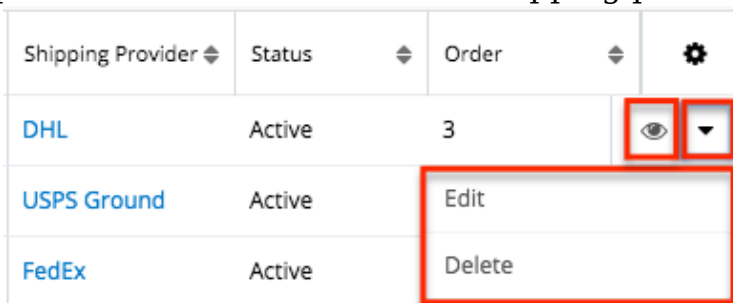 Shipping Provider Status Order
DHL Active 3
USPS Ground Active Edit
FedEx Active Delete